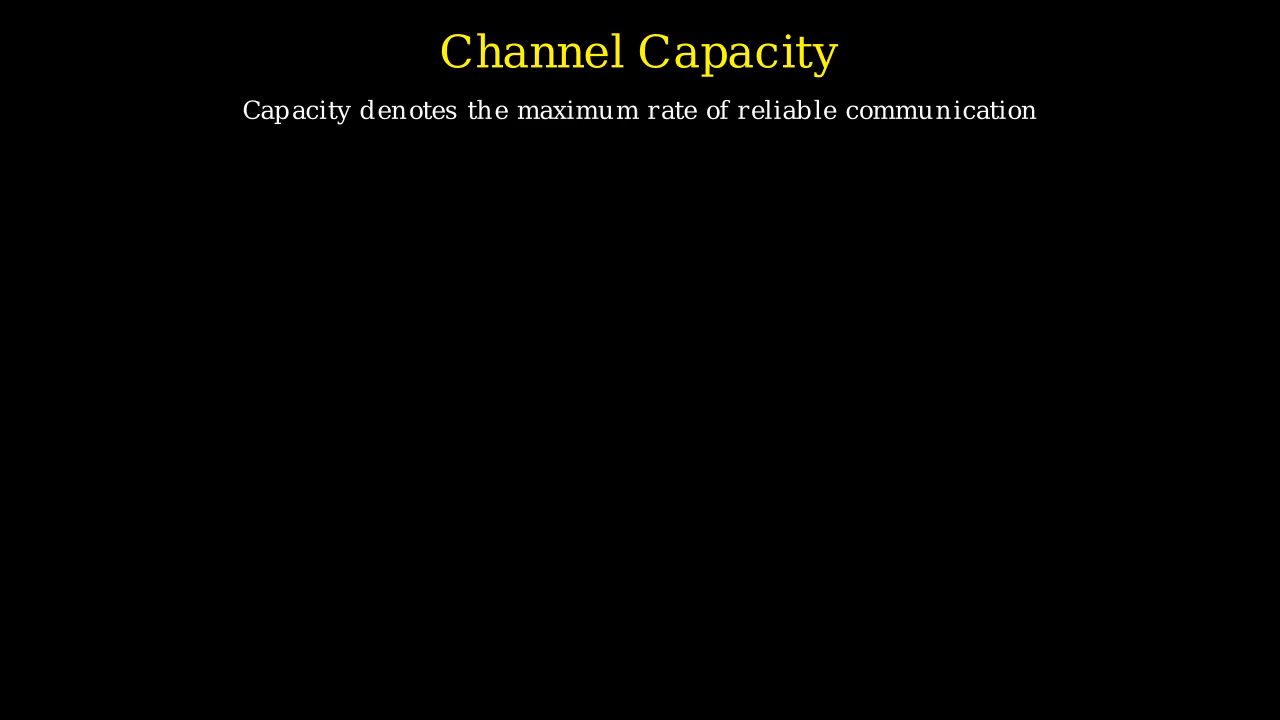 Channel Capacity
Capacity denotes the maximum rate of reliable communication